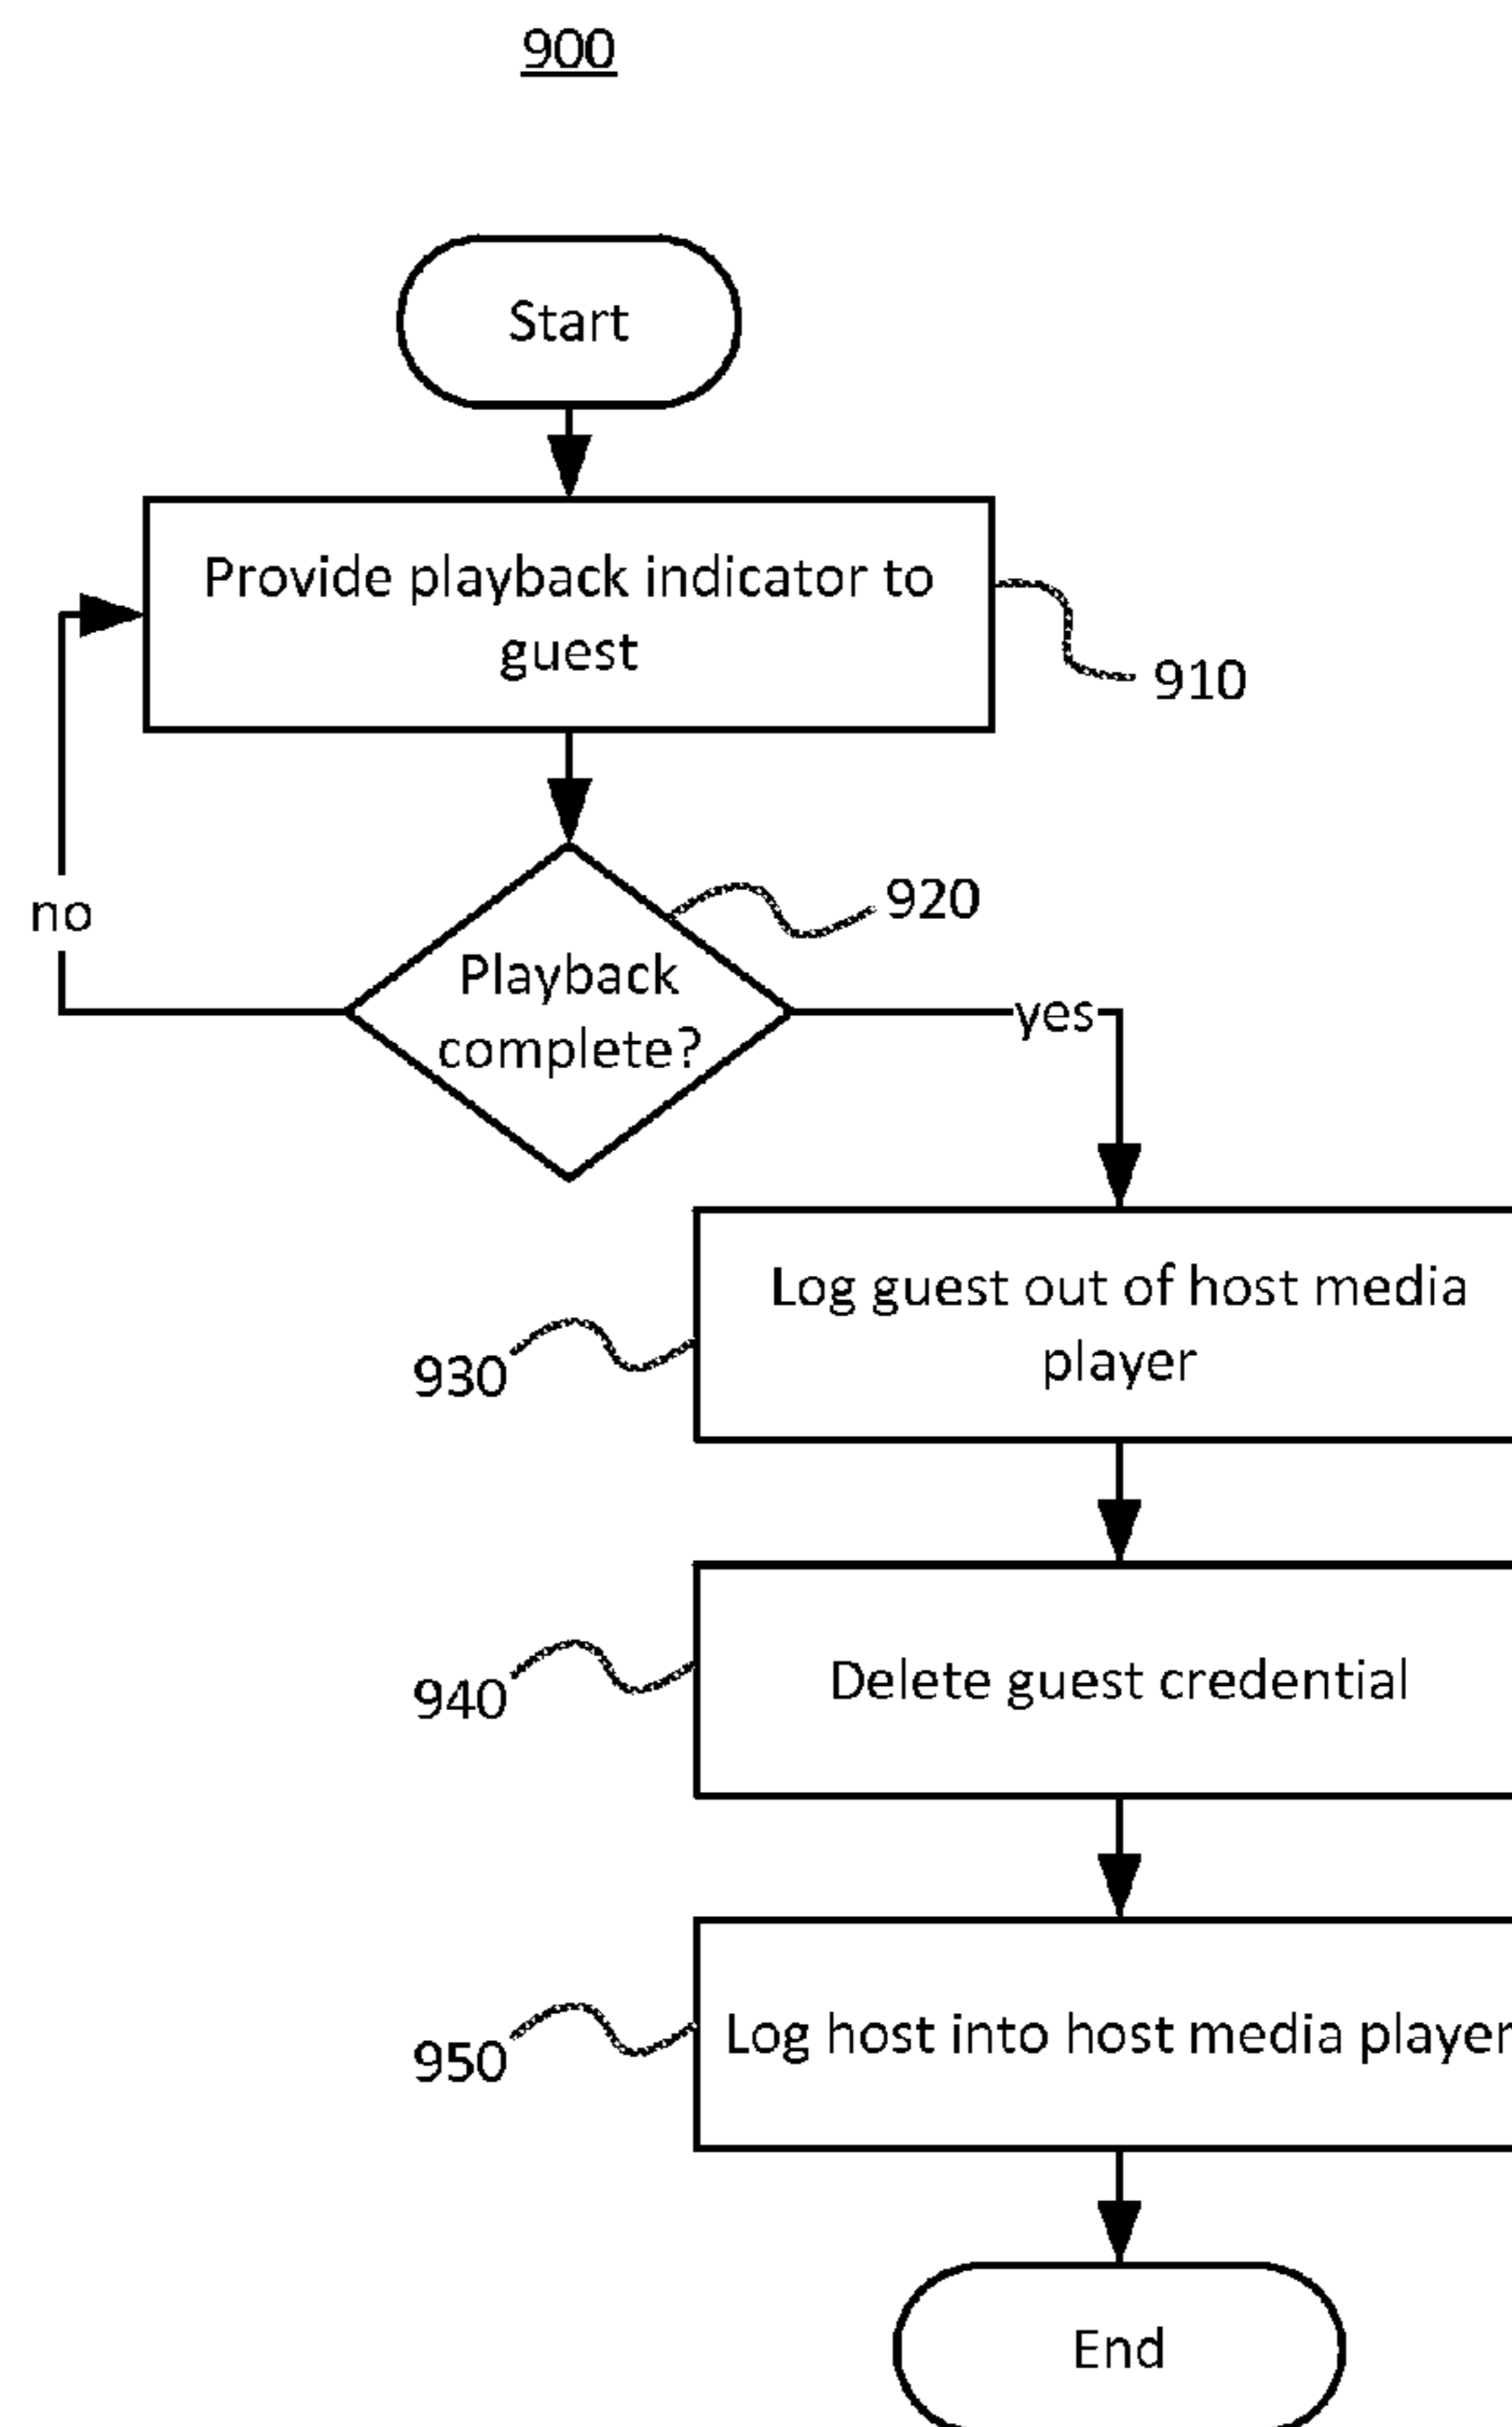 900
Start
Provide playback indicator to
guest
910
920
no
Playback
complete?
yes
Log guest out of host media
player
930
Delete guest credential
940
Log host into host media player
950
End